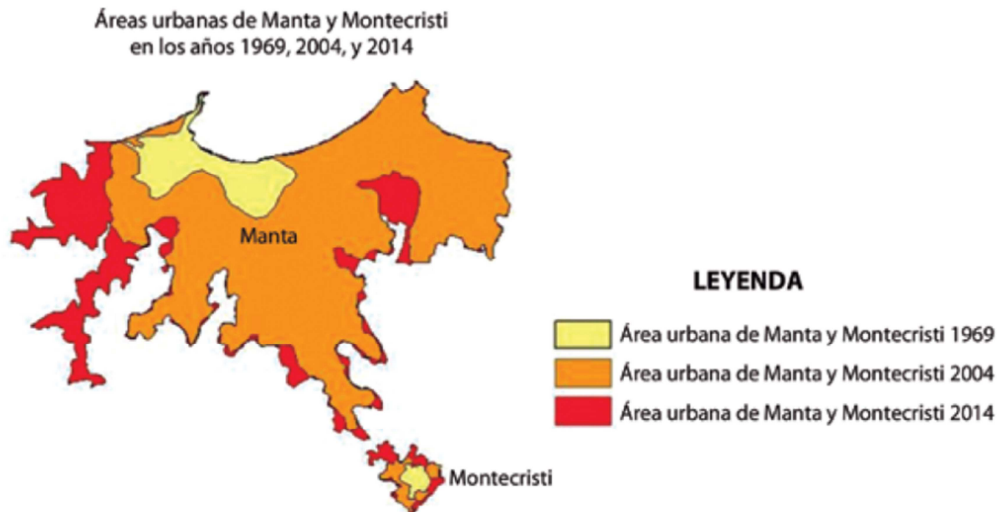 Áreas urbanas de Manta y Montecristi
en los años 1969, 2004, y 2014
Manta
Montecristi
LEYENDA
Área urbana de Manta y Montecristi 1969
Área urbana de Manta y Montecristi 2004
Área urbana de Manta y Montecristi 2014